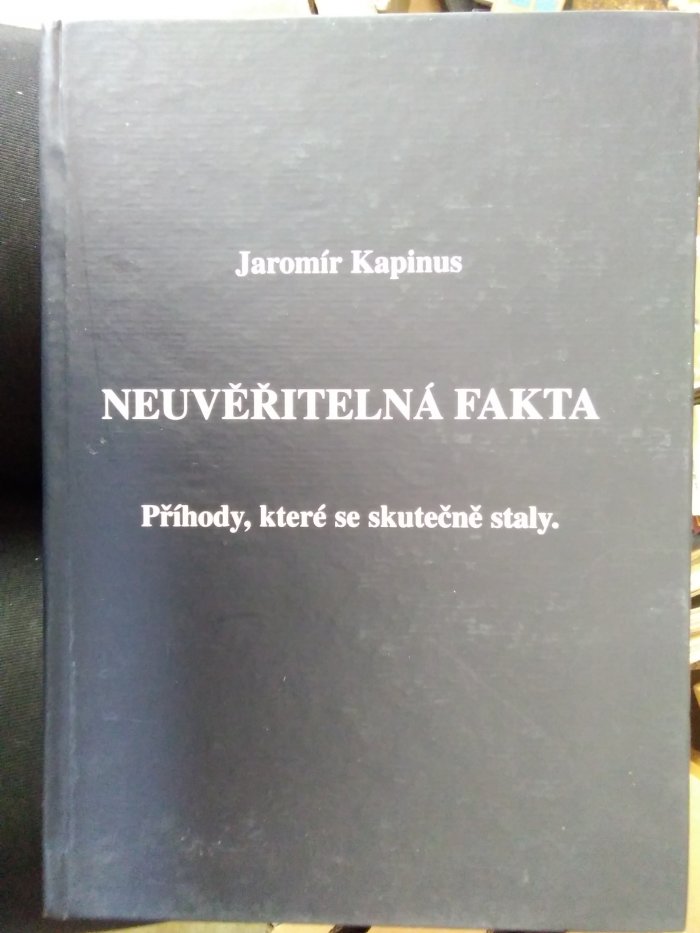 Jaromír Kapinus
NEUVĚŘITELNÁ FAKTA
Příhody, které se skutečně staly.